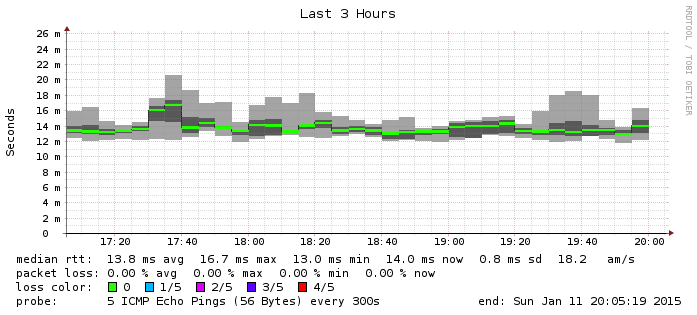 Last 3 Hours
RRDTOOL / TOBI OETIKER
Seconds
26 m
24 m
22 m
20 m
18 m
16 m
14 m
12 m
10 m
8 m
6 m
4 m
2 m
0
17:20 17:40 18:00 18:20 18:40 19:00 19:20 19:40 20:00
median rtt: 13.8 ms avg 16.7 ms max 13.0 ms min 14.0 ms now 0.8 ms sd 18.2 am/s
packet loss: 0.00 % avg 0.00 % max 0.00 % min 0.00 % now
loss color: 0 1/5 2/5 3/5 4/5
probe: 5 ICMP Echo Pings (56 Bytes) every 300s end: Sun Jan 11 20:05:19 2015